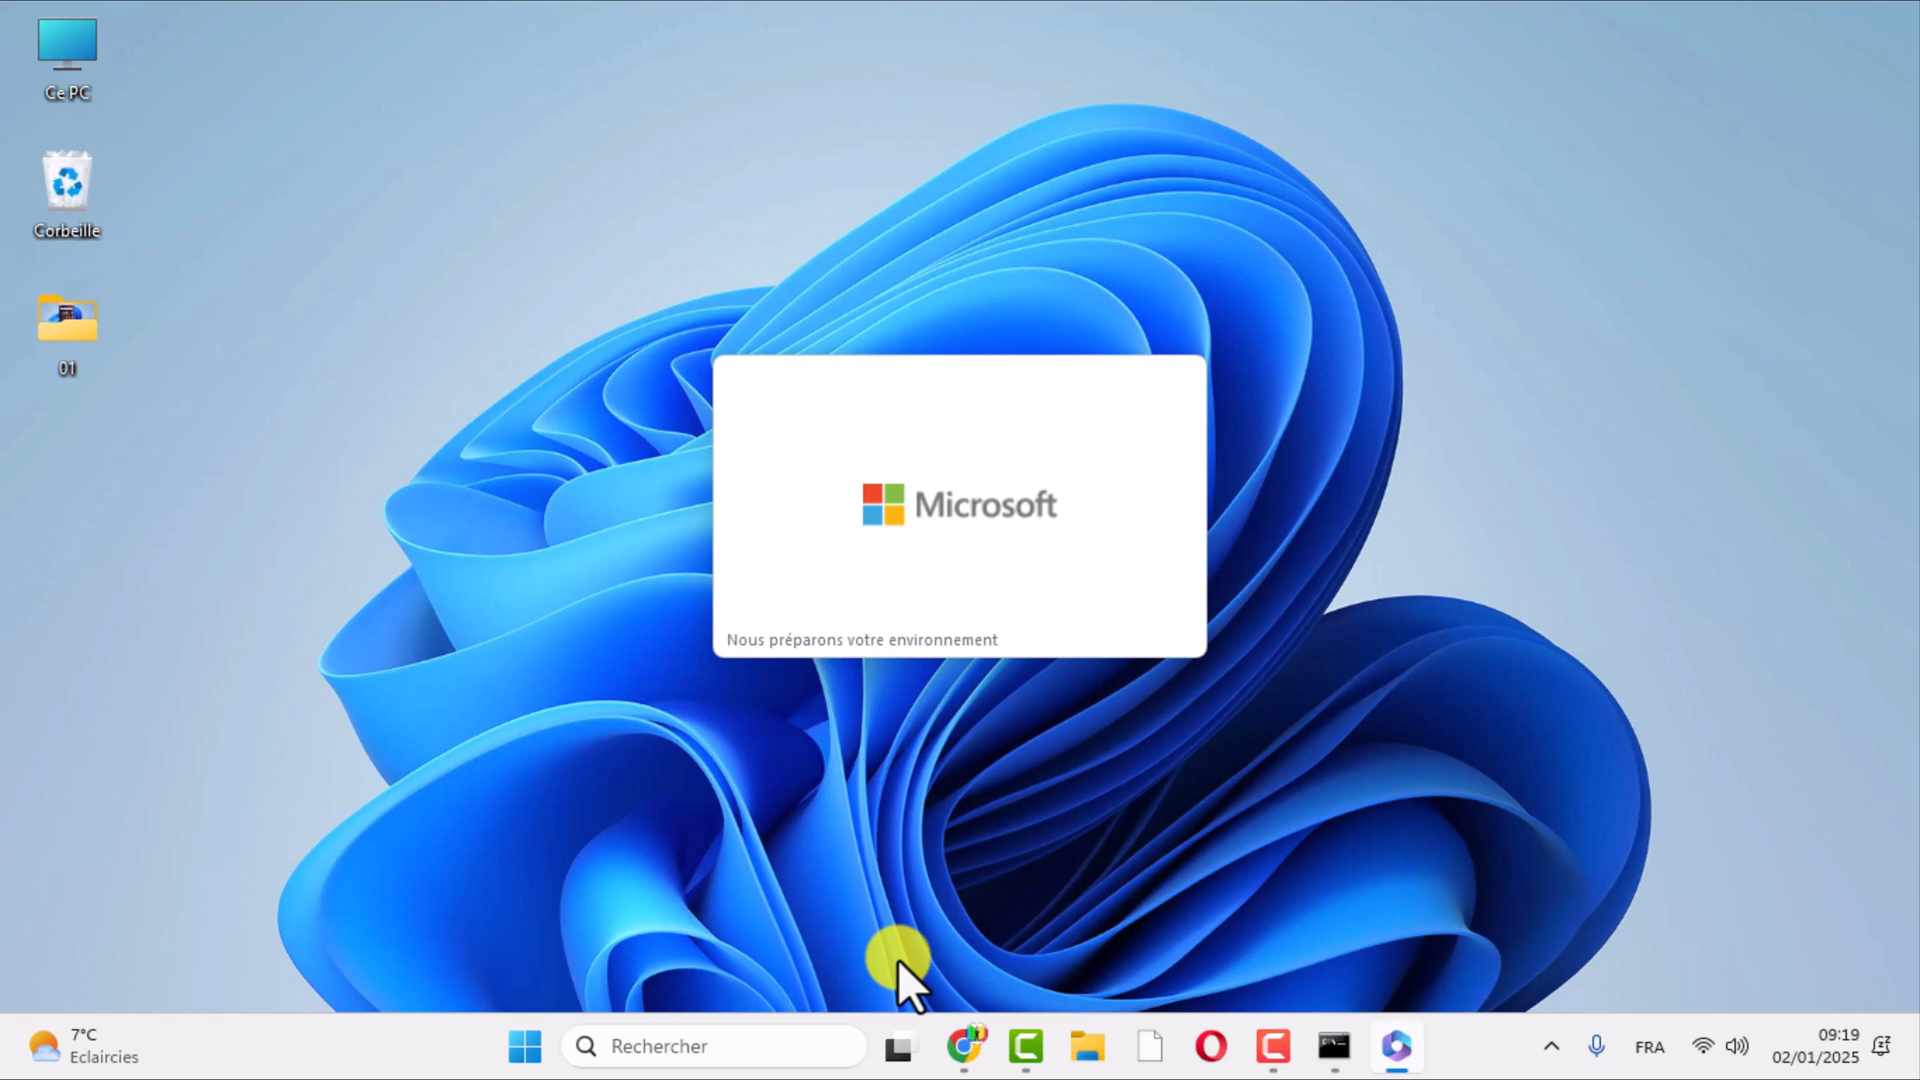 Ce PC
Corbeille
01
Microsoft
Nous préparons votre environnement
7°C
Eclaircies
Rechercher
FRA
09:19
02/01/2025